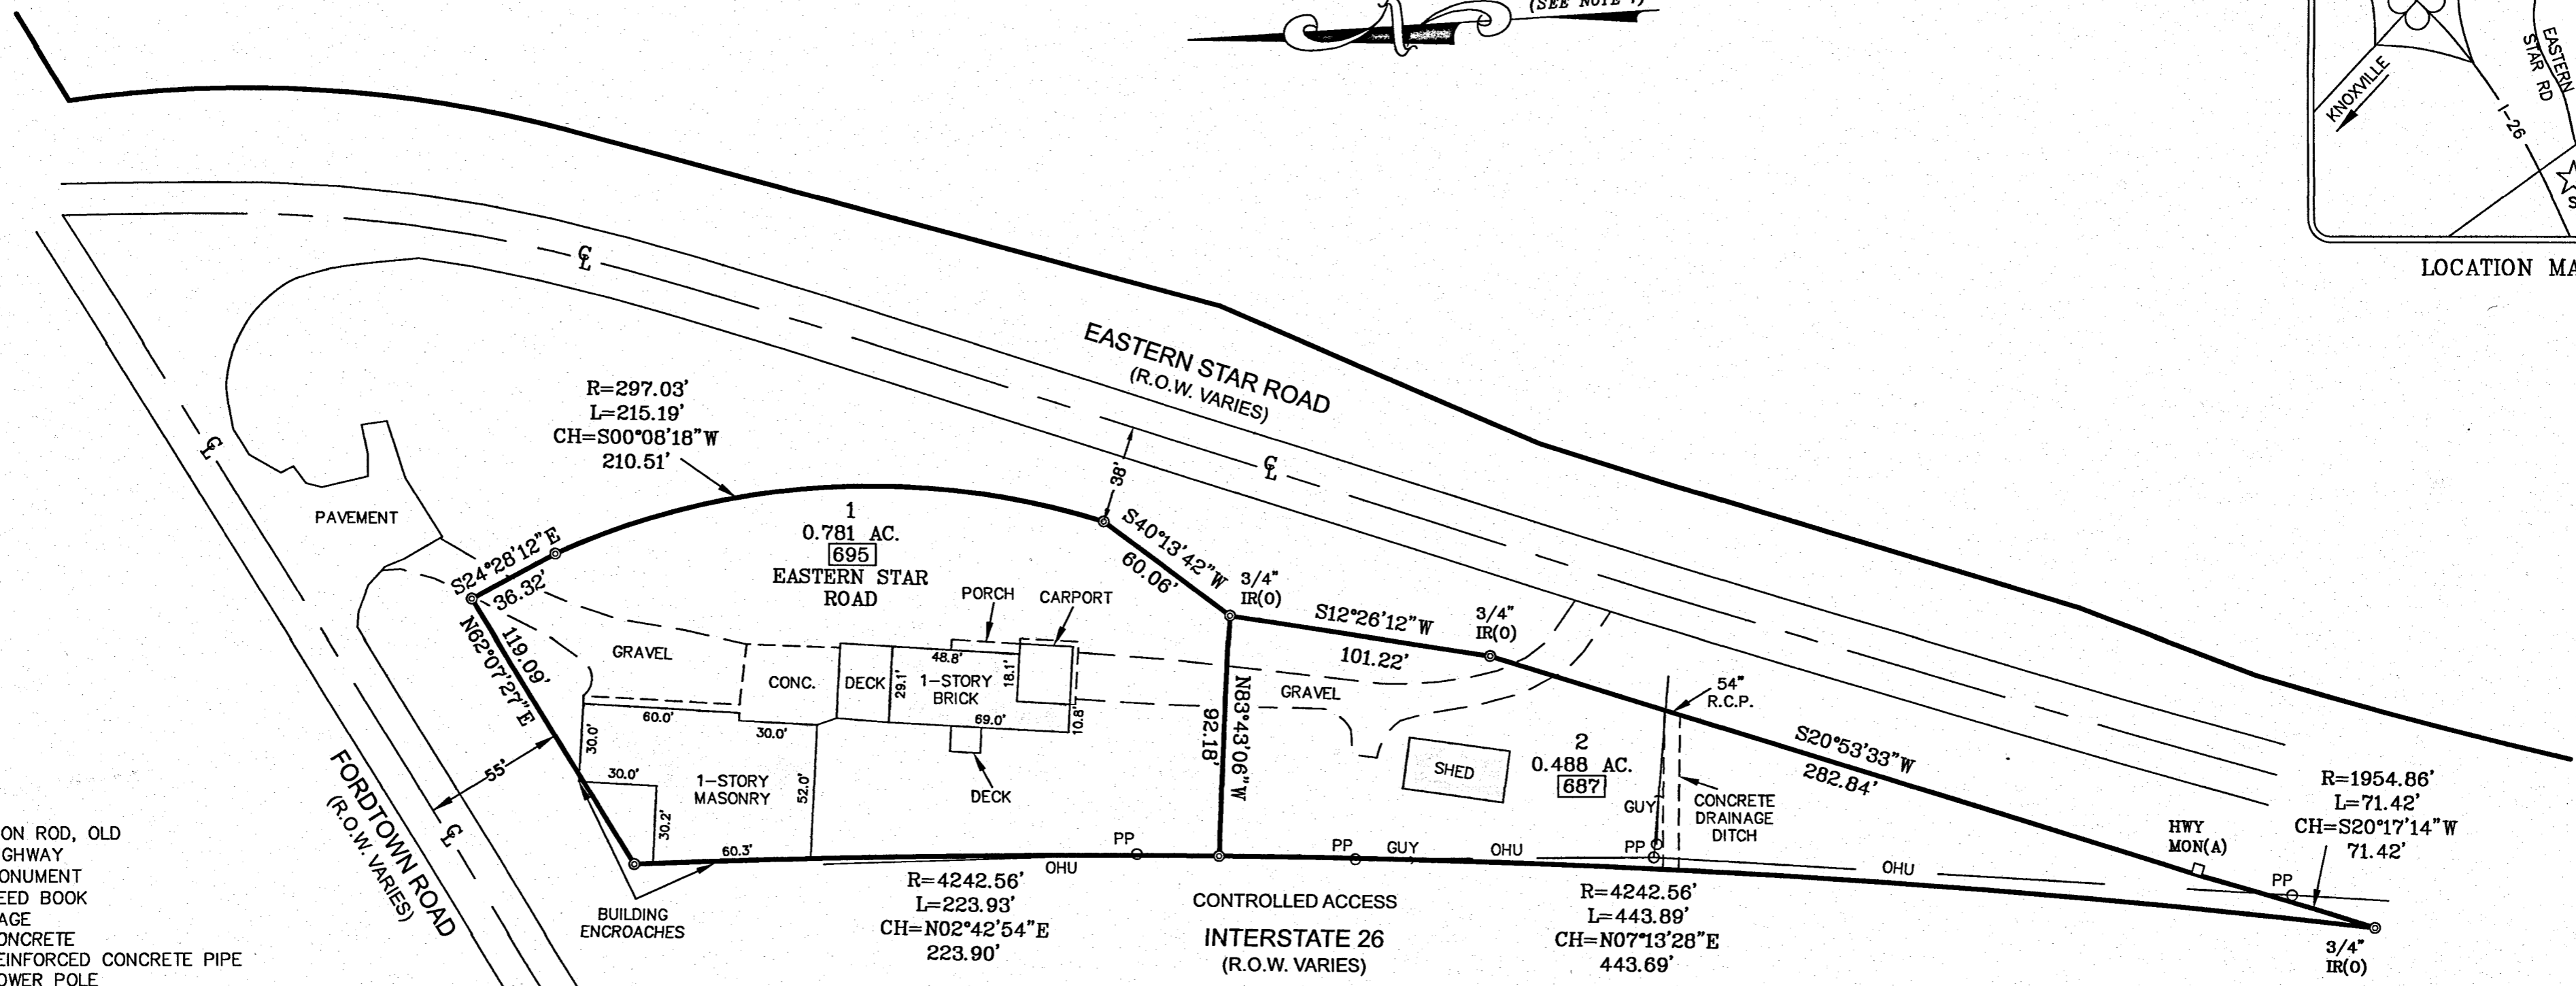 (SEE NOTE
KNOXVILLE
EASTERN
STAR RD
I-26
LOCATION MA
EASTERN STAR ROAD
(R.O.W. VARIES)
R=297.03'
L=215.19'
CH=S00°08'18"W
210.51'
38'
PAVEMENT
S24°28'12"E
36.32'
1
0.781 AC.
695
EASTERN STAR
ROAD
S40°13'42"W
60.06'
3/4"
IR(O)
S12°26'12"W
101.22'
3/4"
IR(O)
PORCH
CARPORT
N62°07'27"E
119.09'
GRAVEL
CONC.
DECK
29.1'
48.8'
1-STORY
BRICK
18.1'
69.0'
10.8'
GRAVEL
54"
R.C.P.
60.0'
30.0'
30.0'
30.0'
30.2'
1-STORY
MASONRY
52.0'
60.3'
DECK
N83°43'06"W
92.18'
SHED
2
0.488 AC.
687
GUY
CONCRETE
DRAINAGE
DITCH
S20°53'33"W
282.84'
R=1954.86'
L=71.42'
CH=S20°17'14"W
71.42'
HWY
MON(A)
PP
55'
FORDTOWN ROAD
(R.O.W. VARIES)
PP
OHU
PP
GUY
OHU
PP
OHU
BUILDING
ENCROACHES
R=4242.56'
L=223.93'
CH=N02°42'54"E
223.90'
CONTROLLED ACCESS
INTERSTATE 26
(R.O.W. VARIES)
R=4242.56'
L=443.89'
CH=N07°13'28"E
443.69'
3/4"
IR(O)
ON ROD, OLD
GHWAY
ONUMENT
EED BOOK
AGE
ONCRETE
EINFORCED CONCRETE PIPE
OWER POLE